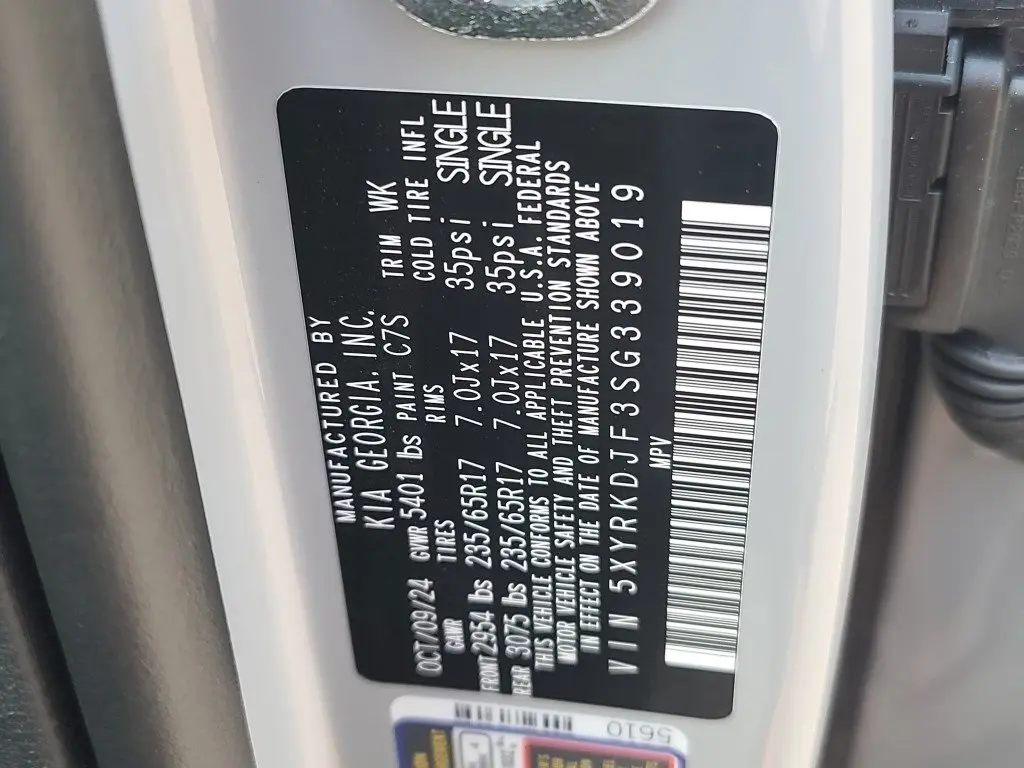 MANUFACTURED BY
KIA GEORGIA, INC.
OCT/09/24 GVWR 5401 lbs PAINT C7S TRIM WK
GAWR TIRES RIMS COLD TIRE INFL
FRONT 2954 lbs 235/65R17 7.0Jx17 35psi SINGLE
REAR 3075 lbs 235/65R17 7.0Jx17 35psi SINGLE
THIS VEHICLE CONFORMS TO ALL APPLICABLE U.S.A. FEDERAL
MOTOR VEHICLE SAFETY AND THEFT PREVENTION STANDARDS
IN EFFECT ON THE DATE OF MANUFACTURE SHOWN ABOVE
VIN 5XYRKDJF3SG339019
MPV
5610